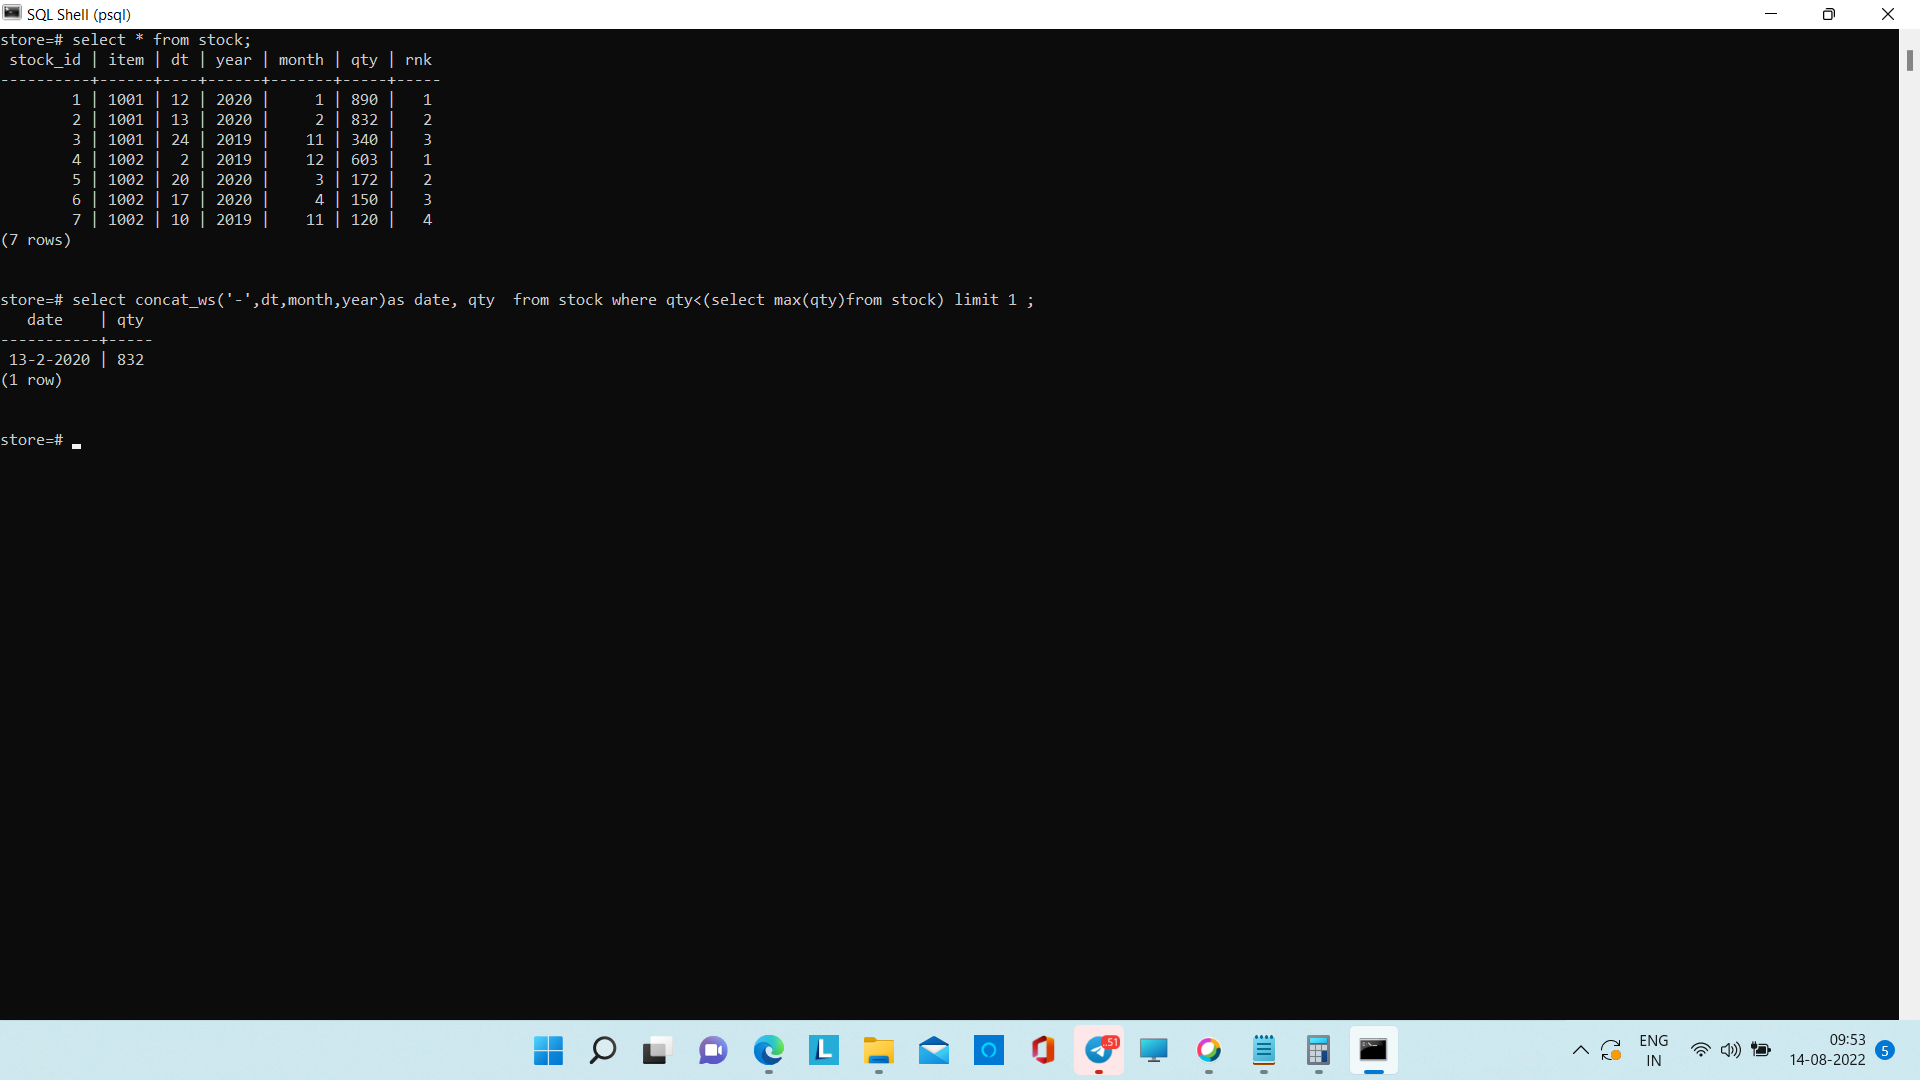 SQL Shell (psql)
store=# select * from stock;
 stock_id | item | dt | year | month | qty | rnk
----------+------+----+------+-------+-----+-----
        1 | 1001 | 12 | 2020 |     1 | 890 |   1
        2 | 1001 | 13 | 2020 |     2 | 832 |   2
        3 | 1001 | 24 | 2019 |    11 | 340 |   3
        4 | 1002 |  2 | 2019 |    12 | 603 |   1
        5 | 1002 | 20 | 2020 |     3 | 172 |   2
        6 | 1002 | 17 | 2020 |     4 | 150 |   3
        7 | 1002 | 10 | 2019 |    11 | 120 |   4
(7 rows)
store=# select concat_ws('-',dt,month,year)as date, qty  from stock where qty<(select max(qty)from stock) limit 1 ;
   date    | qty
-----------+-----
 13-2-2020 | 832
(1 row)
store=#
L
51
ENG
IN
09:53
14-08-2022
5